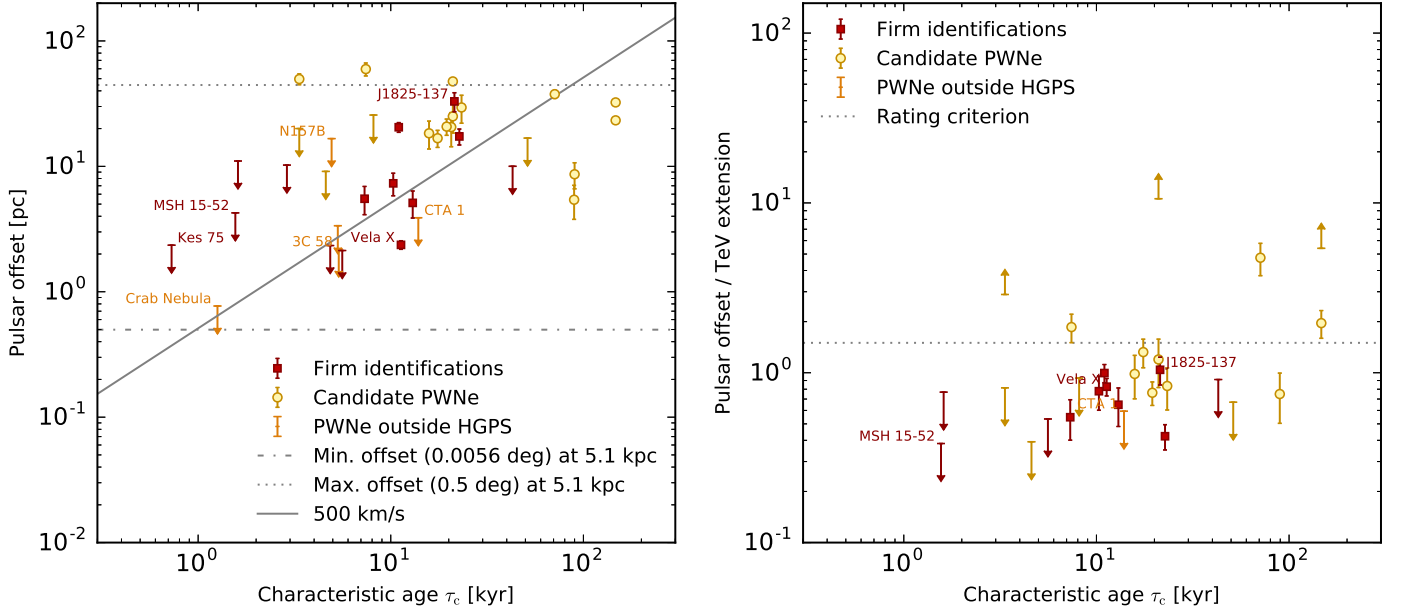 10²
10¹
10⁰
10⁻¹
10⁻²
Pulsar offset [pc]
J1825-137
N157B
MSH 15-52
CTA 1
Kes 75
3C 58
Vela X
Crab Nebula
Firm identifications
Candidate PWNe
PWNe outside HGPS
Min. offset (0.0056 deg) at 5.1 kpc
Max. offset (0.5 deg) at 5.1 kpc
500 km/s
10⁰
10¹
10²
Characteristic age τc [kyr]
10²
10¹
10⁰
10⁻¹
Pulsar offset / TeV extension
Firm identifications
Candidate PWNe
PWNe outside HGPS
Rating criterion
J1825-137
Vela X
CTA 1
MSH 15-52
10⁰
10¹
10²
Characteristic age τc [kyr]